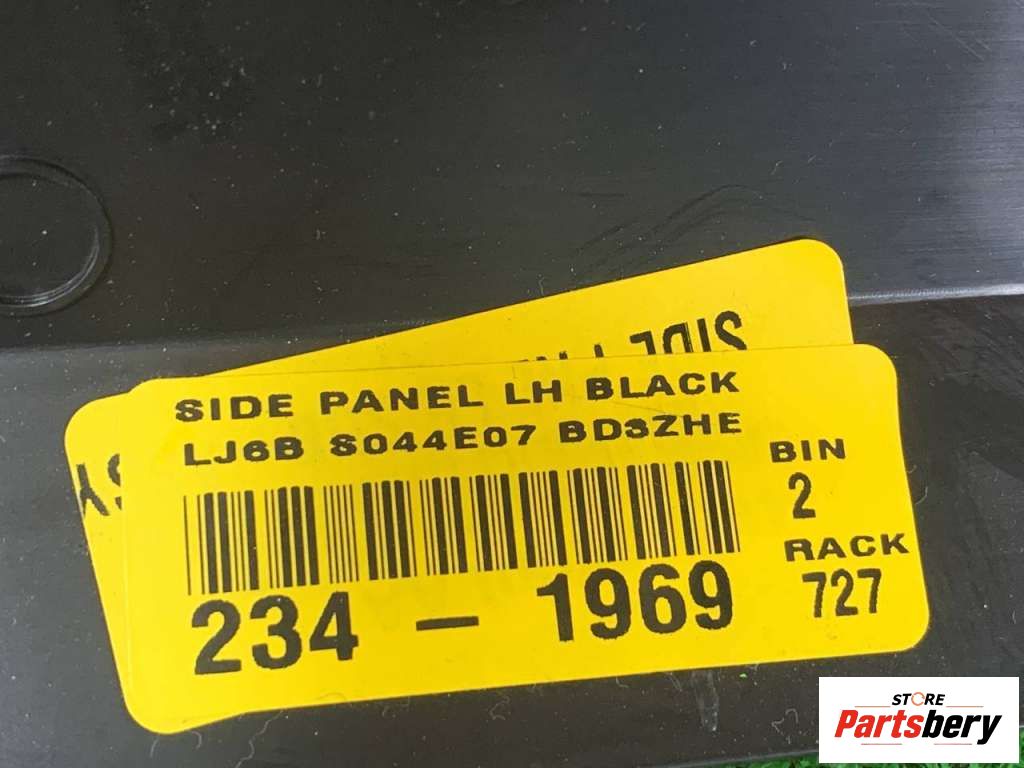 SIDE PANEL LH BLACK
LJ6B S044E07 BD3ZHE
BIN
2
RACK
727
234 - 1969
STORE
Partsbery